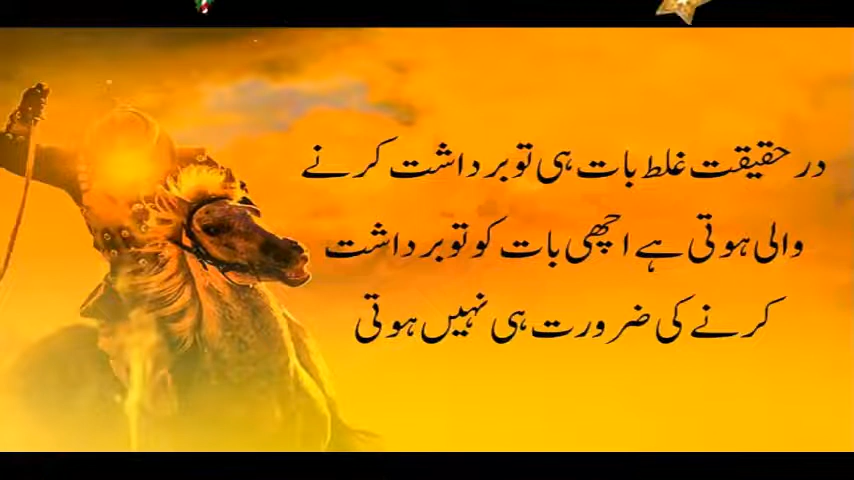 در حقیقت غلط بات ہی تو برداشت کرنے
والی ہوتی ہے اچھی بات کو تو برداشت
کرنے کی ضرورت ہی نہیں ہوتی